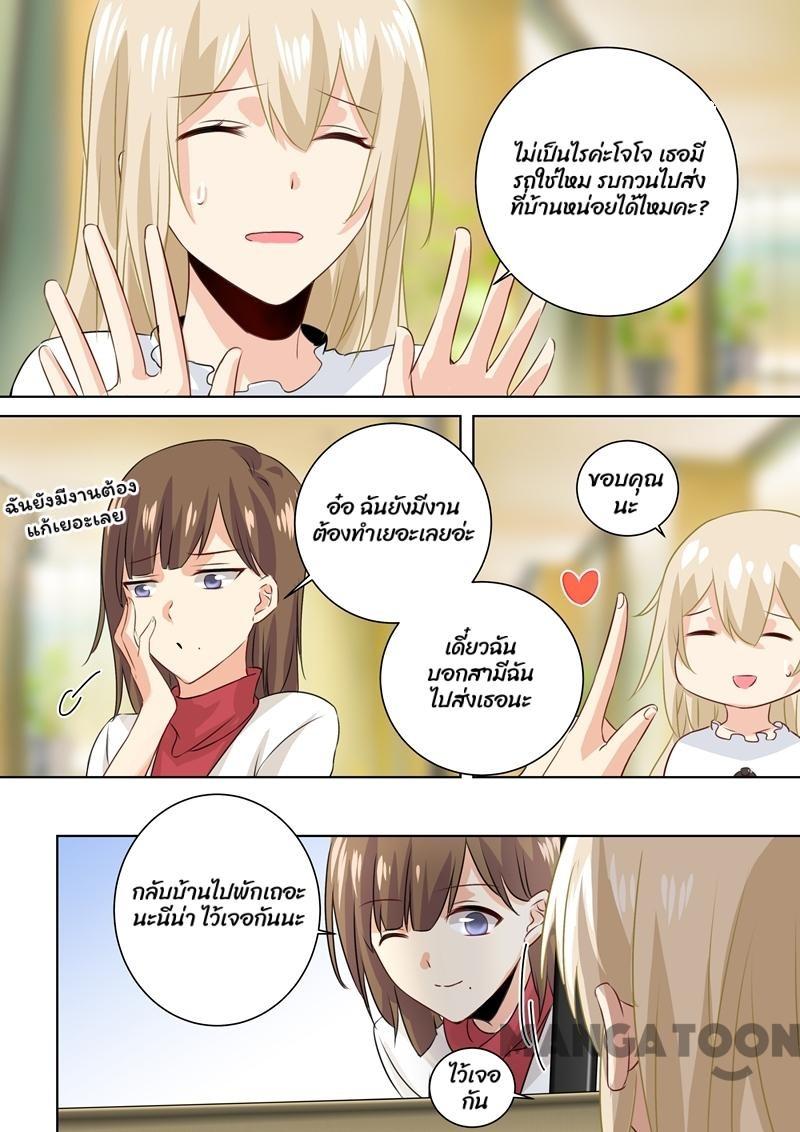 ไม่เป็นไรค่ะโจโจ เธอมี
รถใช่ไหม รบกวนไปส่ง
ที่บ้านหน่อยได้ไหมคะ?
ฉันยังมีงานต้อง
แก้เยอะเลย
อ๋อ ฉันยังมีงาน
ต้องทำเยอะเลยอ่ะ
เดี๋ยวฉัน
บอกสามีฉัน
ไปส่งเธอนะ
ขอบคุณ
นะ
กลับบ้านไปพักเถอะ
นะนีน่า ไว้เจอกันนะ
ไว้เจอ
กัน
MANGATOON